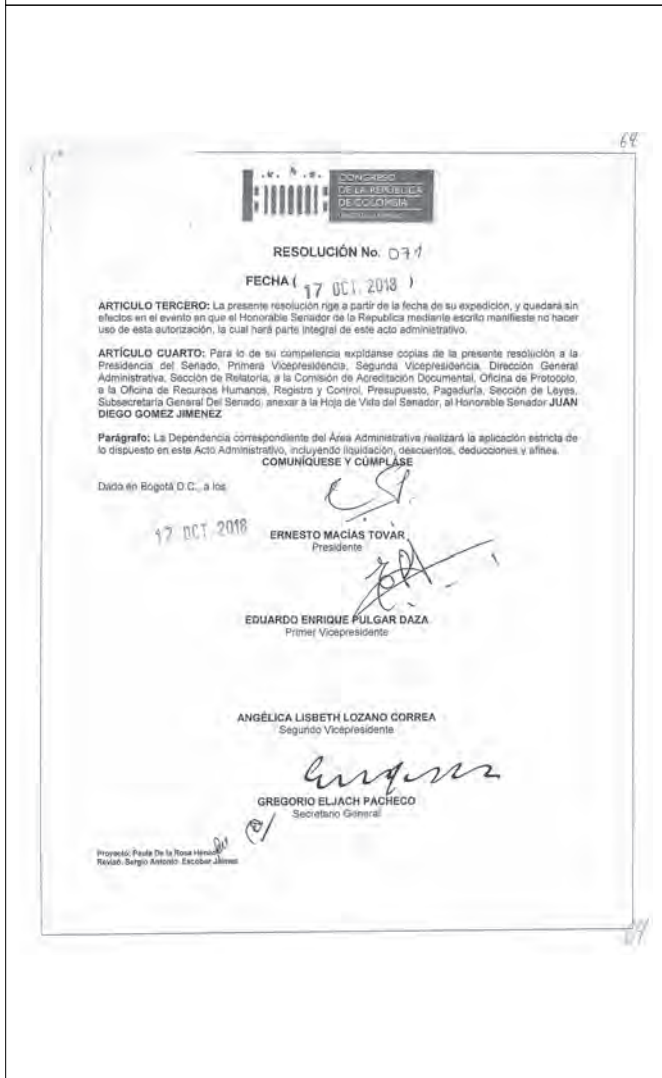 64
CONGRESO
DE LA REPÚBLICA
DE COLOMBIA
RESOLUCIÓN No. 071
FECHA ( 17 OCT. 2018 )
ARTICULO TERCERO: La presente resolución rige a partir de la fecha de su expedición, y quedará sin
efectos en el evento en que el Honorable Senador de la Republica mediante escrito manifieste no hacer
uso de esta autorización, la cual hará parte integral de este acto administrativo.
ARTÍCULO CUARTO: Para lo de su competencia expídanse copias de la presente resolución a la
Presidencia del Senado, Primera Vicepresidencia, Segunda Vicepresidencia, Dirección General
Administrativa, Sección de Relatoría, a la Comisión de Acreditación Documental, Oficina de Protocolo,
a la Oficina de Recursos Humanos, Registro y Control, Presupuesto, Pagaduría, Sección de Leyes,
Subsecretaría General Del Senado, anexar a la Hoja de Vida del Senador, al Honorable Senador JUAN
DIEGO GOMEZ JIMENEZ
Parágrafo: La Dependencia correspondiente del Área Administrativa realizará la aplicación estricta de
lo dispuesto en este Acto Administrativo, incluyendo liquidación, descuentos, deducciones y afines.
COMUNÍQUESE Y CÚMPLASE
Dado en Bogotá D.C., a los
17 OCT. 2018
ERNESTO MACÍAS TOVAR
Presidente
EDUARDO ENRIQUE PULGAR DAZA
Primer Vicepresidente
ANGÉLICA LISBETH LOZANO CORREA
Segundo Vicepresidente
GREGORIO ELJACH PACHECO
Secretario General
Proyectó: Paula De la Rosa
Revisó: Sergio Antonio Escobar Jaimes